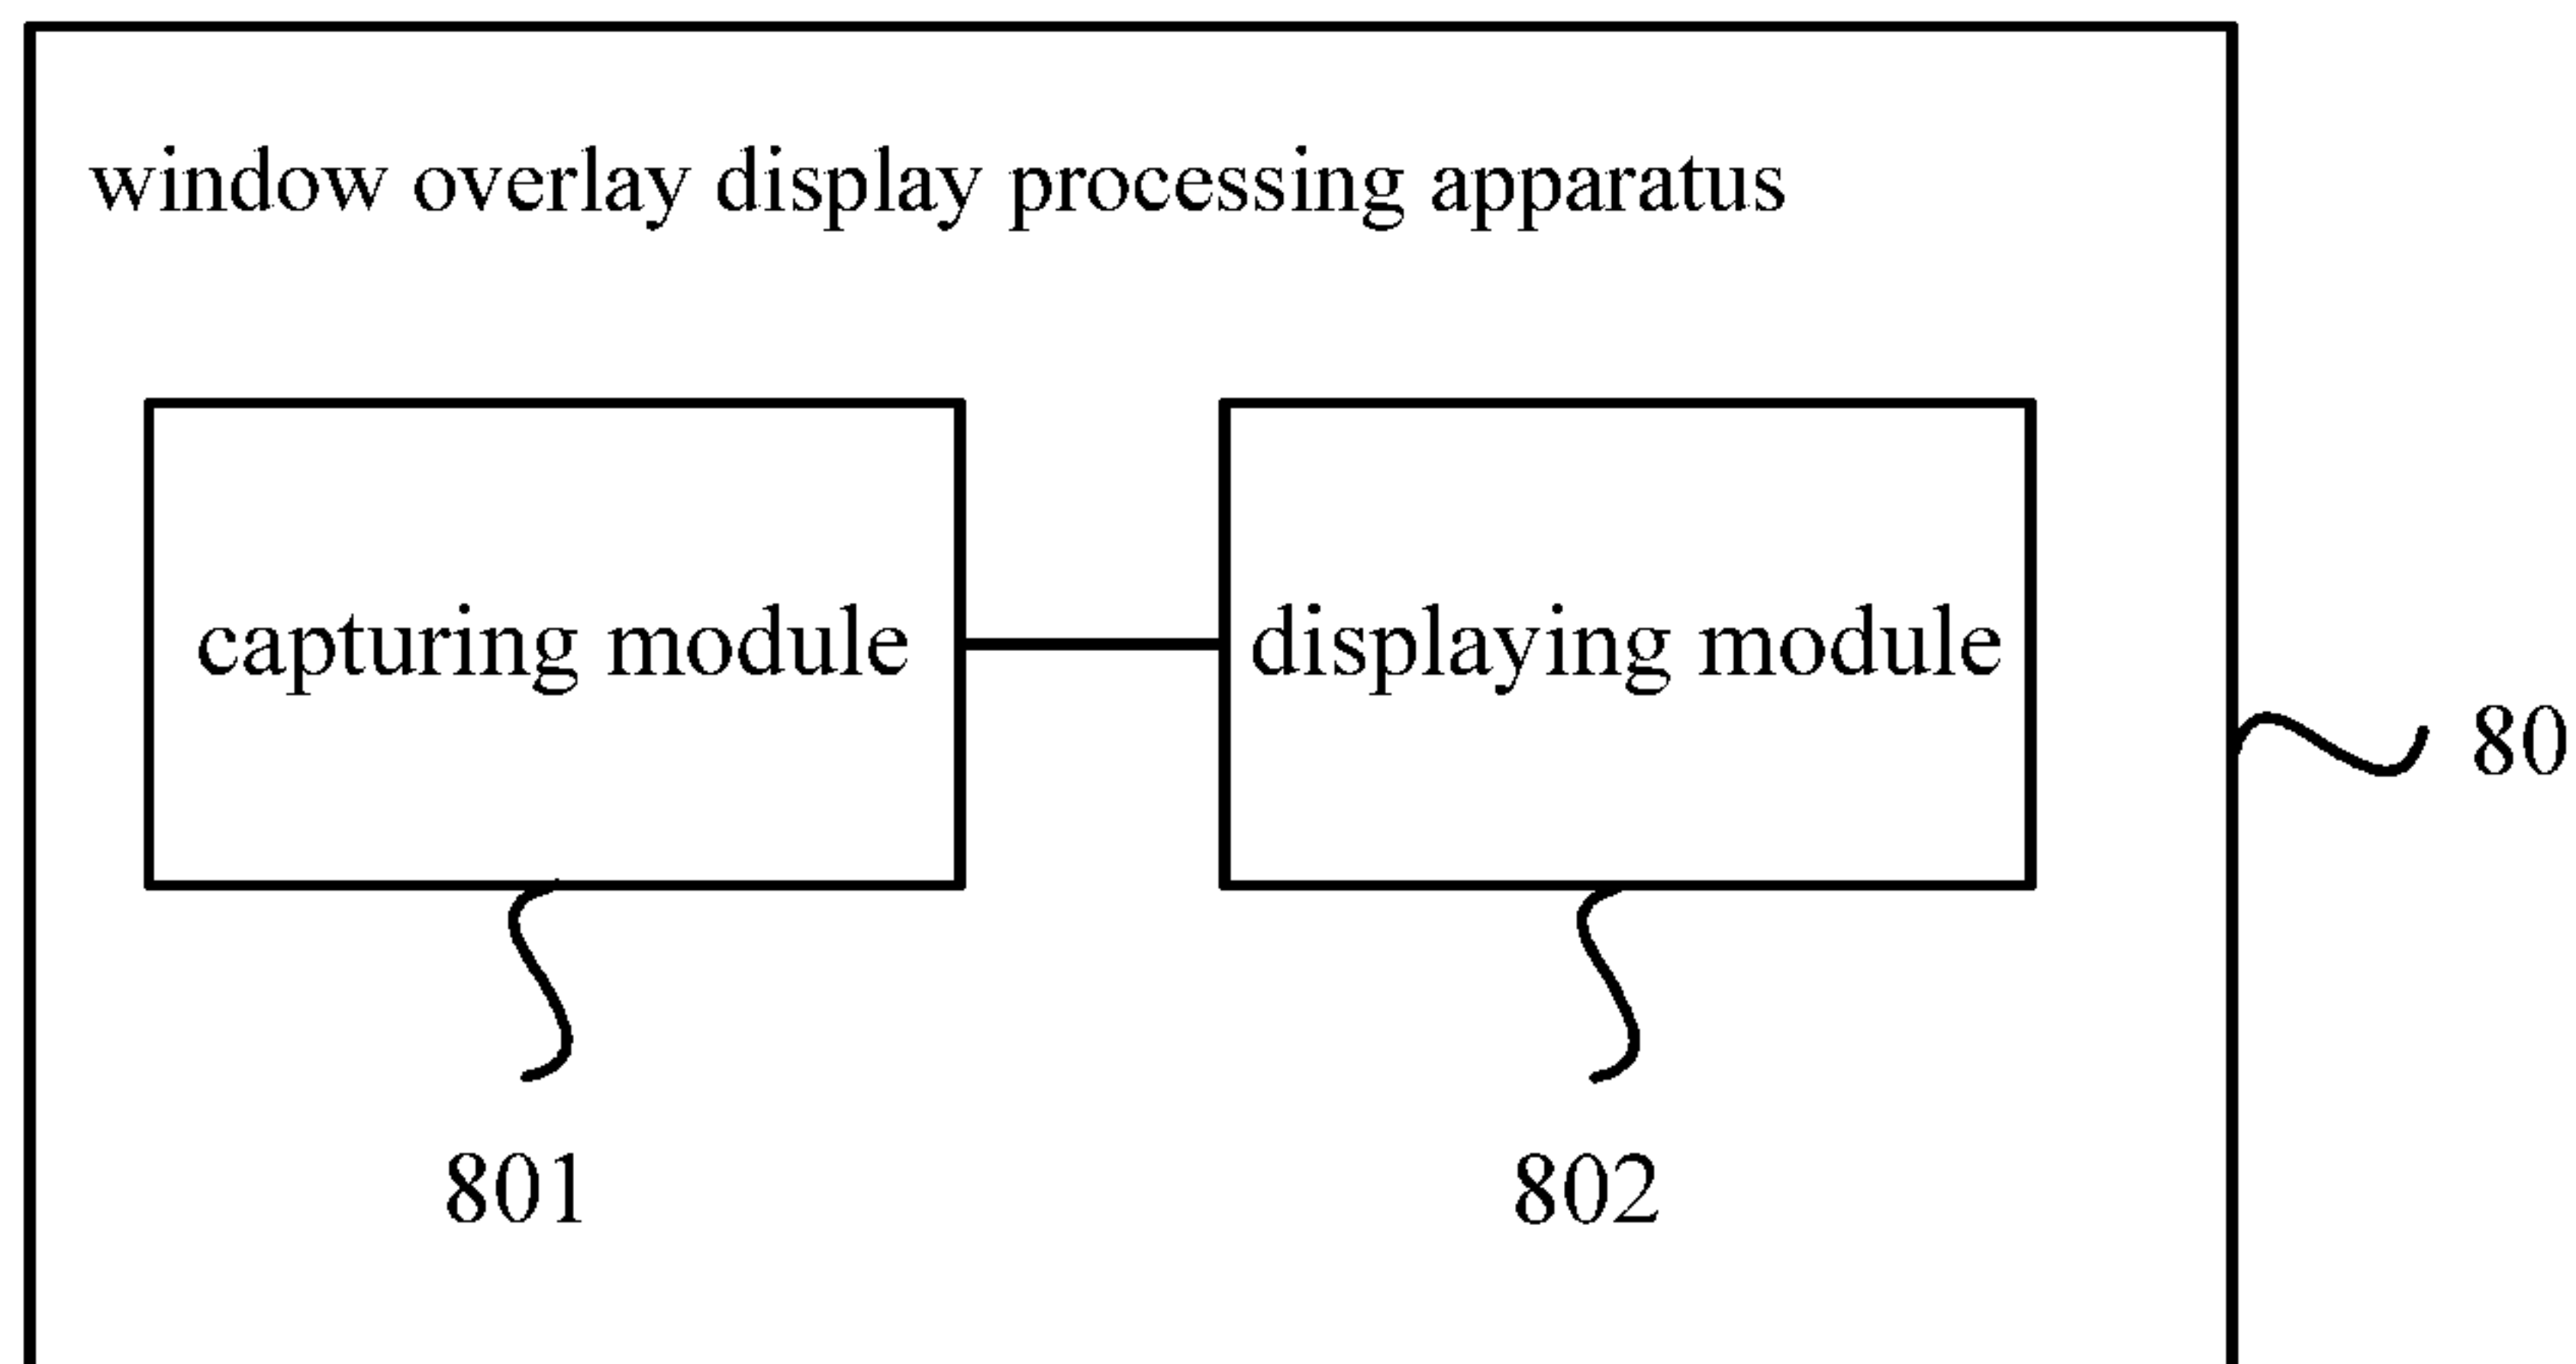 window overlay display processing apparatus
capturing module
displaying module
80
801
802